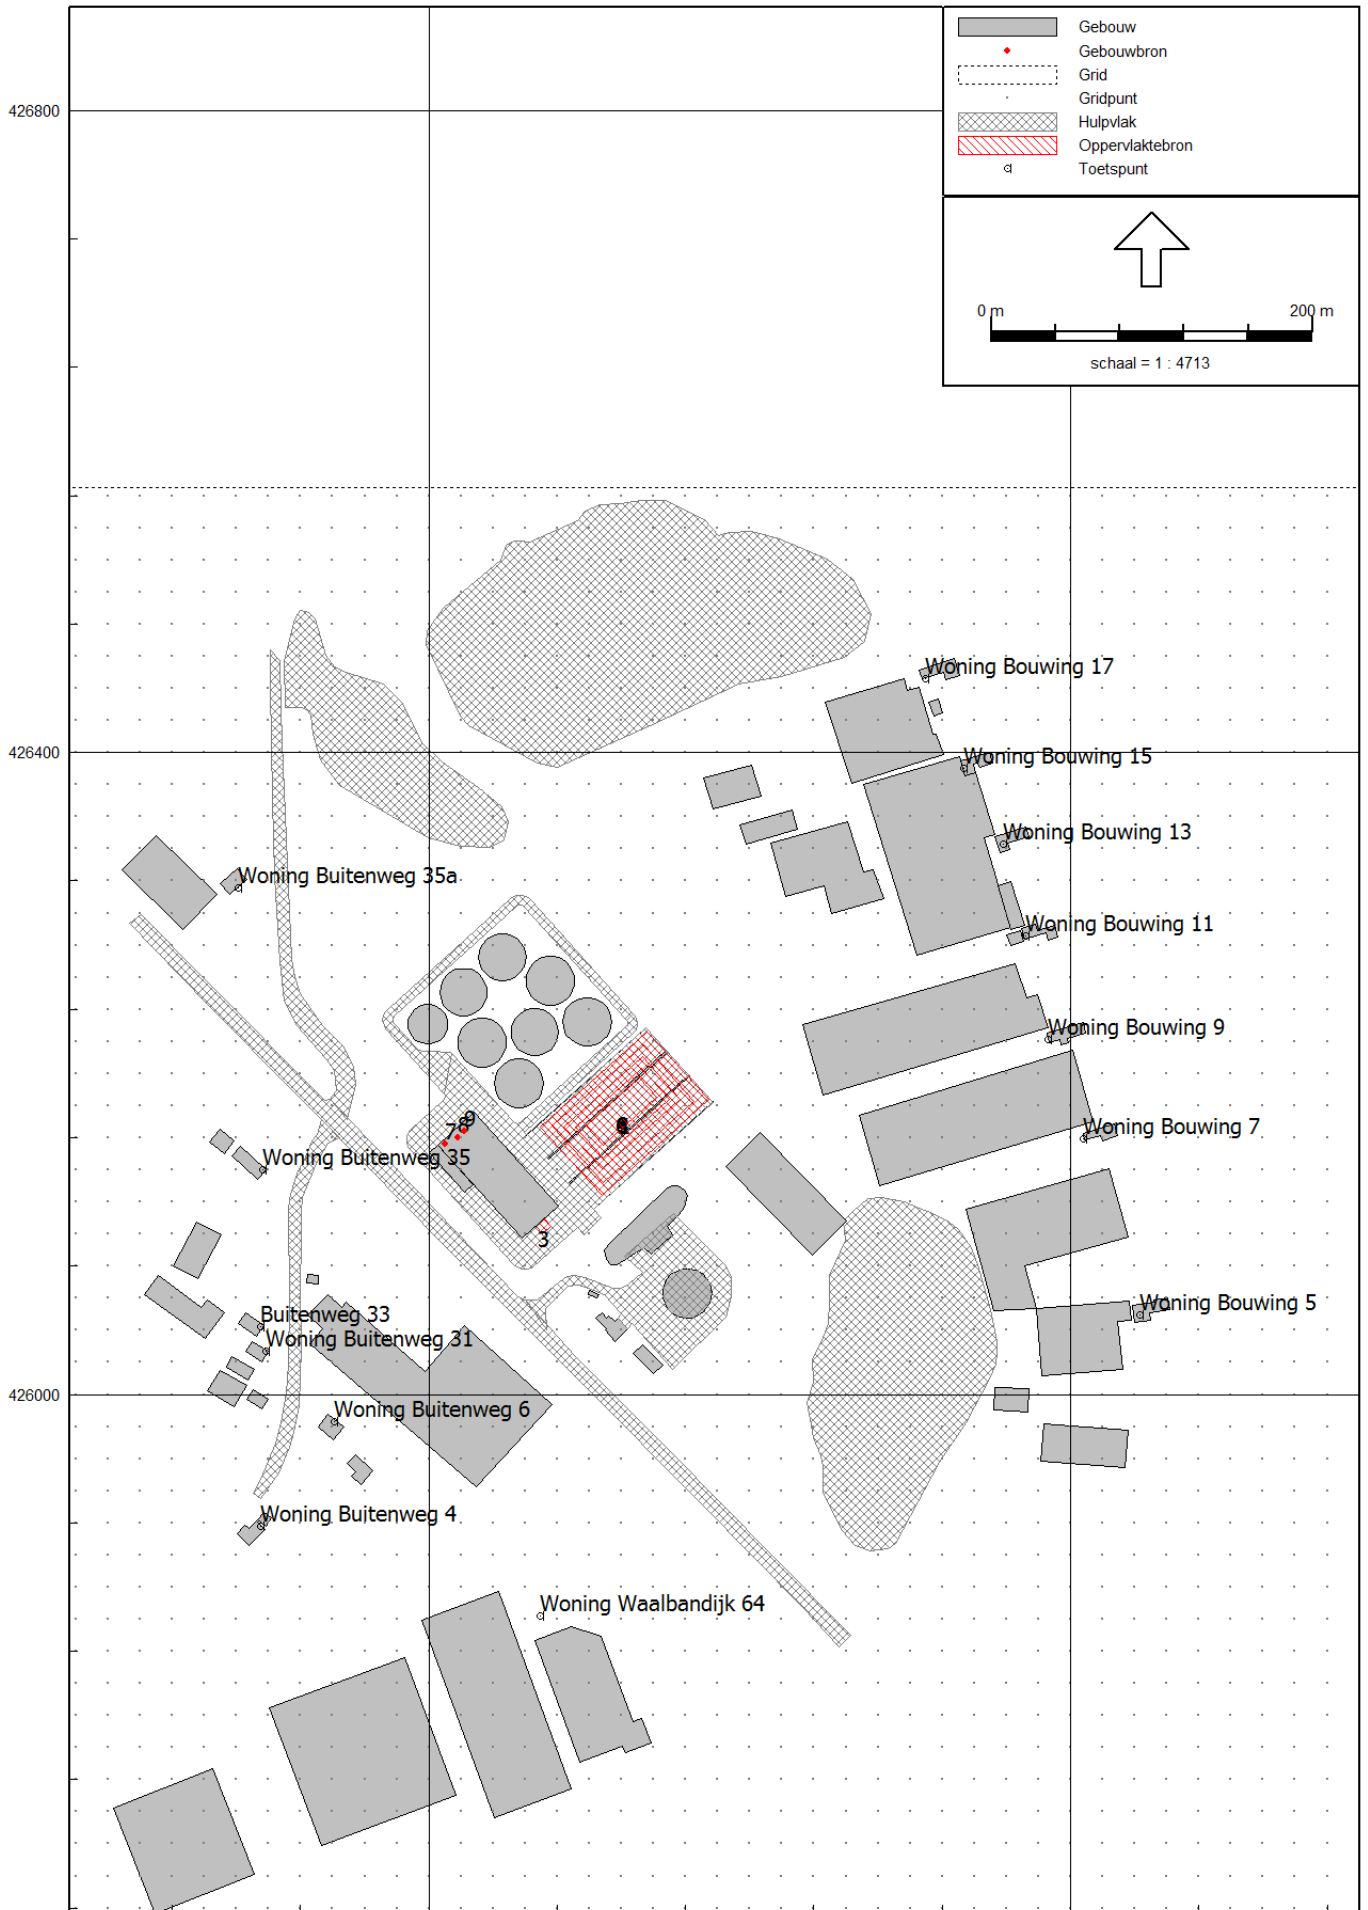 Gebouw
Gebouwbron
Grid
Gridpunt
Hulpvlak
Oppervlaktebron
Toetspunt
0 m 200 m
schaal = 1 : 4713
426800
Woning Bouwing 17
426400
Woning Bouwing 15
Woning Bouwing 13
Woning Buitenweg 35a
Woning Bouwing 11
Woning Bouwing 9
7 8 9
Woning Bouwing 7
Woning Buitenweg 35
3
Woning Bouwing 5
Buitenweg 33
Woning Buitenweg 31
426000
Woning Buitenweg 6
Woning Buitenweg 4
Woning Waalbandijk 64